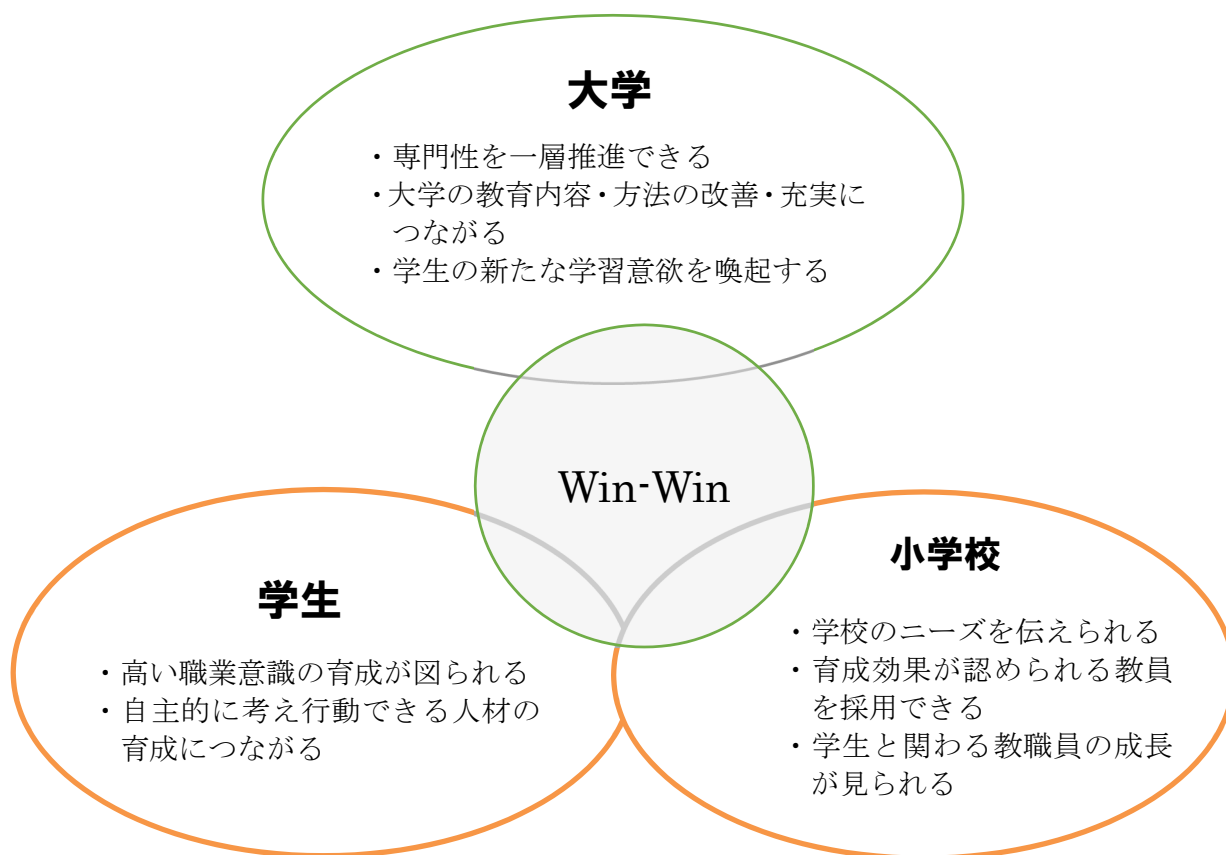 大学
・専門性を一層推進できる
・大学の教育内容・方法の改善・充実に
つながる
・学生の新たな学習意欲を喚起する
Win-Win
学生
・高い職業意識の育成が図られる
・自主的に考え行動できる人材の
育成につながる
小学校
・学校のニーズを伝えられる
・育成効果が認められる教員
を採用できる
・学生と関わる教職員の成長
が見られる